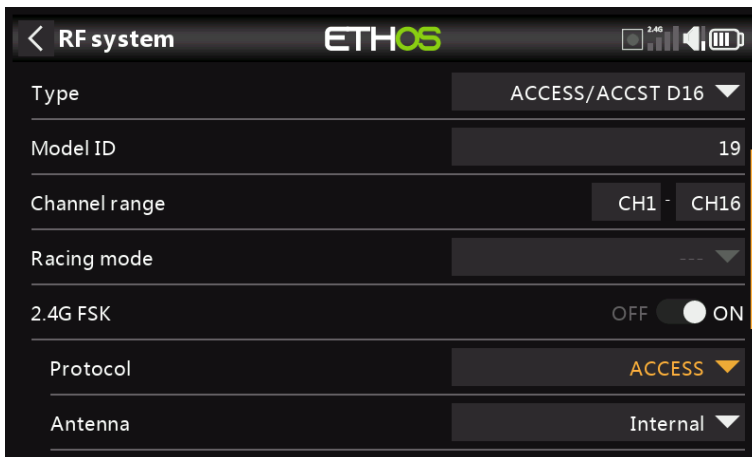 RF system ETHOS 2.4G
Type ACCESS/ACCST D16
Model ID 19
Channel range CH1 - CH16
Racing mode ---
2.4G FSK OFF ON
Protocol ACCESS
Antenna Internal